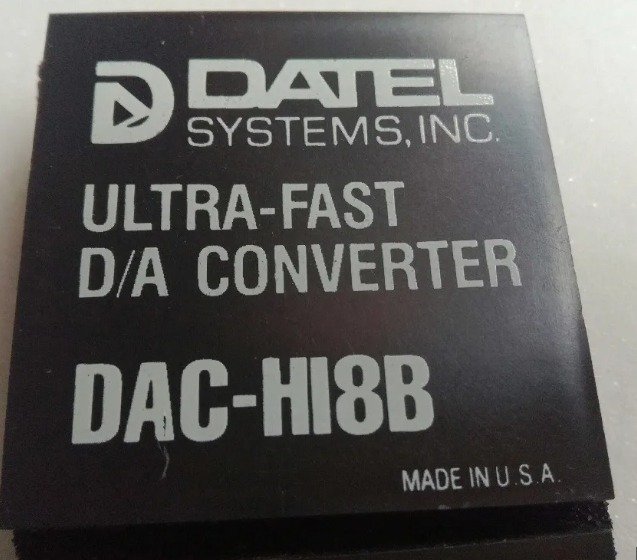 DATEL
SYSTEMS, INC.
ULTRA-FAST
D/A CONVERTER
DAC-HI8B
MADE IN U.S.A.